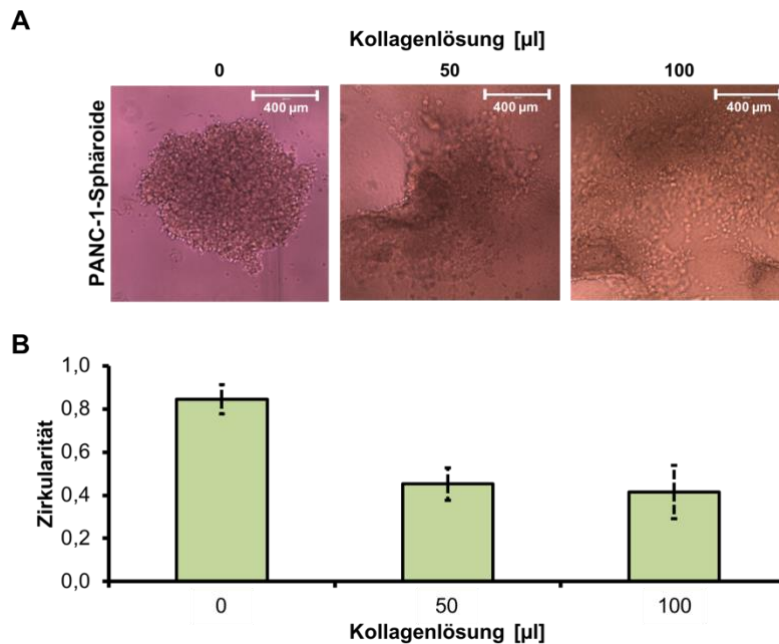 A
Kollagenlösung [µl]
0 50 100
400 µm 400 µm 400 µm
PANC-1-Sphäroide
B
1,0
0,8
0,6
0,4
0,2
0,0
Zirkularität
0 50 100
Kollagenlösung [µl]